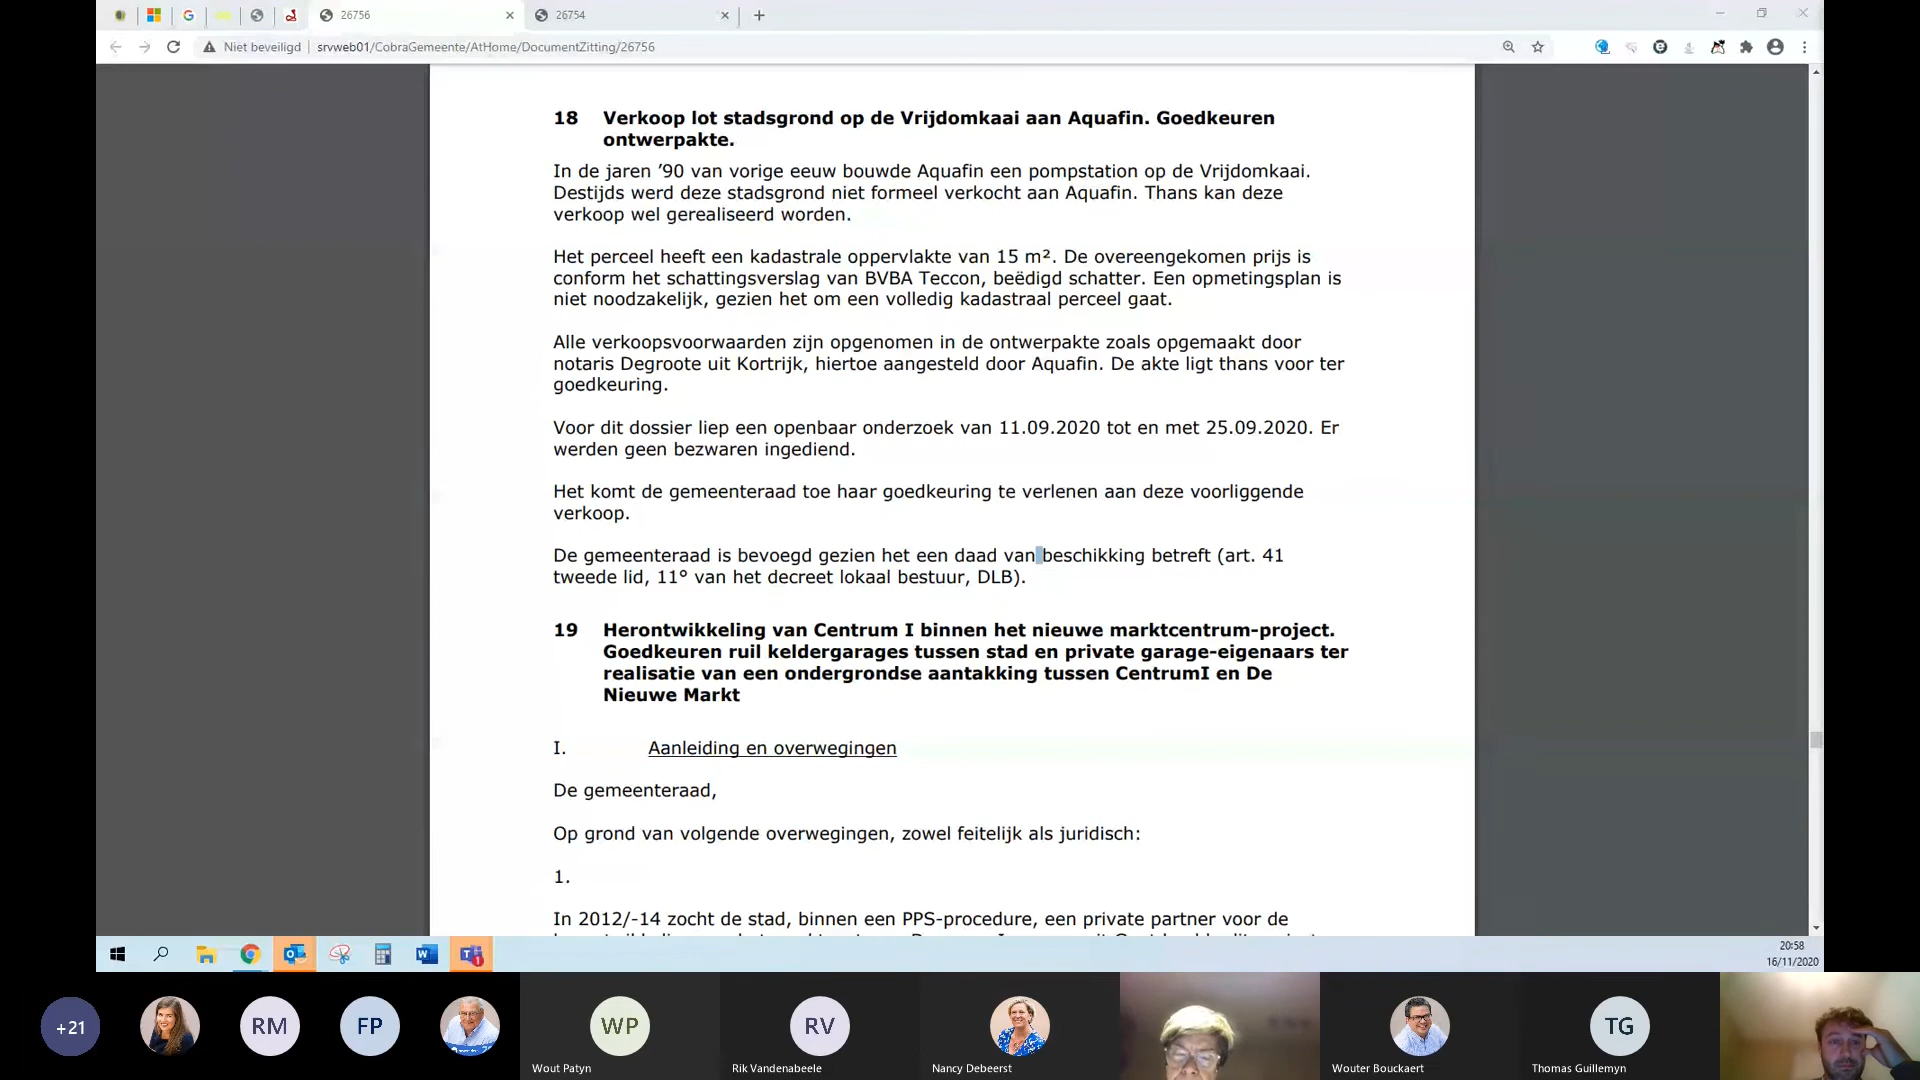 26756
26754
Niet beveiligd
srvweb01/CobraGemeente/AtHome/DocumentZitting/26756
18 Verkoop lot stadsgrond op de Vrijdomkaai aan Aquafin. Goedkeuren
ontwerpakte.
In de jaren ’90 van vorige eeuw bouwde Aquafin een pompstation op de Vrijdomkaai.
Destijds werd deze stadsgrond niet formeel verkocht aan Aquafin. Thans kan deze
verkoop wel gerealiseerd worden.
Het perceel heeft een kadastrale oppervlakte van 15 m². De overeengekomen prijs is
conform het schattingsverslag van BVBA Teccon, beëdigd schatter. Een opmetingsplan is
niet noodzakelijk, gezien het om een volledig kadastraal perceel gaat.
Alle verkoopsvoorwaarden zijn opgenomen in de ontwerpakte zoals opgemaakt door
notaris Degroote uit Kortrijk, hiertoe aangesteld door Aquafin. De akte ligt thans voor ter
goedkeuring.
Voor dit dossier liep een openbaar onderzoek van 11.09.2020 tot en met 25.09.2020. Er
werden geen bezwaren ingediend.
Het komt de gemeenteraad toe haar goedkeuring te verlenen aan deze voorliggende
verkoop.
De gemeenteraad is bevoegd gezien het een daad van beschikking betreft (art. 41
tweede lid, 11° van het decreet lokaal bestuur, DLB).
19 Herontwikkeling van Centrum I binnen het nieuwe marktcentrum-project.
Goedkeuren ruil keldergarages tussen stad en private garage-eigenaars ter
realisatie van een ondergrondse aantakking tussen CentrumI en De
Nieuwe Markt
I. Aanleiding en overwegingen
De gemeenteraad,
Op grond van volgende overwegingen, zowel feitelijk als juridisch:
1.
In 2012/-14 zocht de stad, binnen een PPS-procedure, een private partner voor de
20:58
16/11/2020
+21
RM
FP
WP
RV
TG
Wout Patyn
Rik Vandenabeele
Nancy Debeerst
Wouter Bouckaert
Thomas Guillemyn